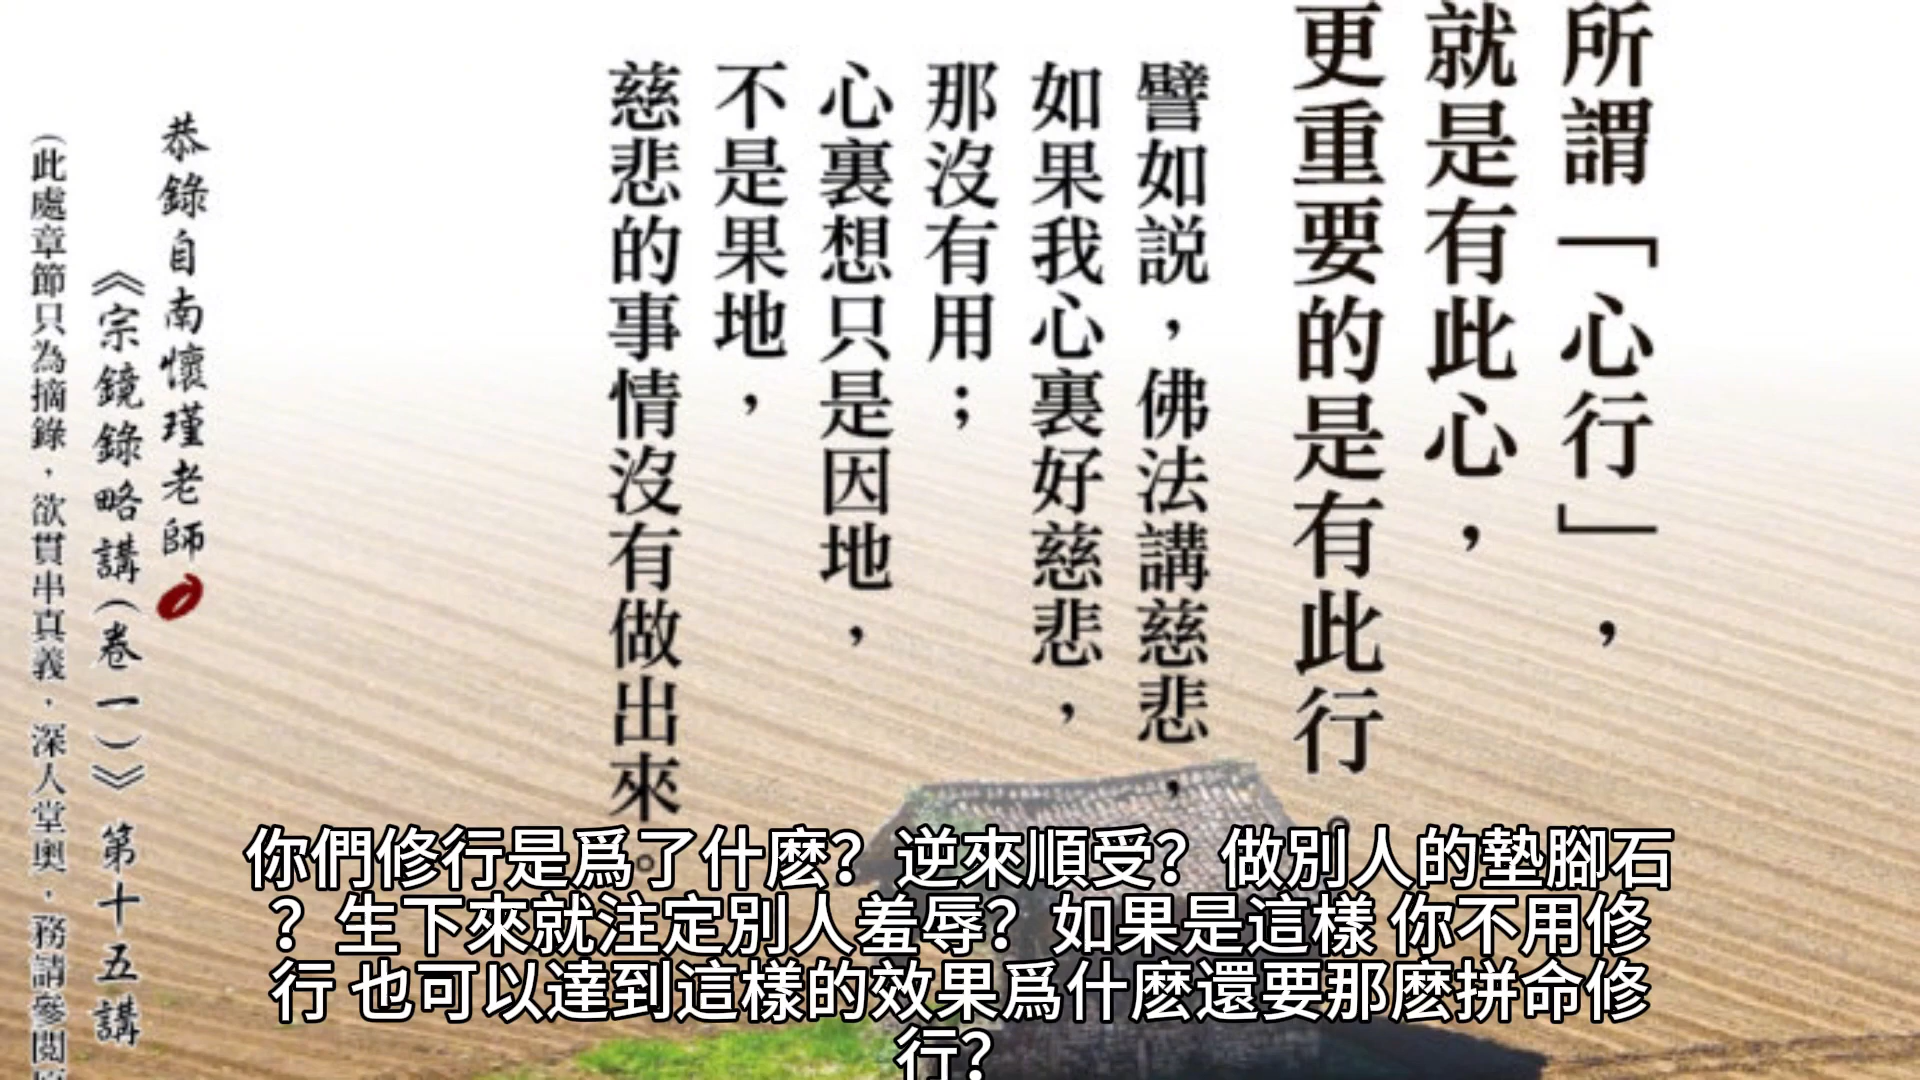 所謂「心行」，
就是有此心，
更重要的是有此行。
譬如説，佛法講慈悲，
如果我心裏好慈悲，
那沒有用；
心裏想只是因地，
不是果地，
慈悲的事情沒有做出來。
恭錄自南懷瑾老師
《宗鏡錄略講（卷一）》第十五講
（此處章節只為摘錄，欲貫串真義，深入堂奧，務請參閱原
你們修行是爲了什麽？逆來順受？做別人的墊腳石
？生下來就注定別人羞辱？如果是這樣 你不用修
行 也可以達到這樣的效果爲什麽還要那麽拼命修
行？